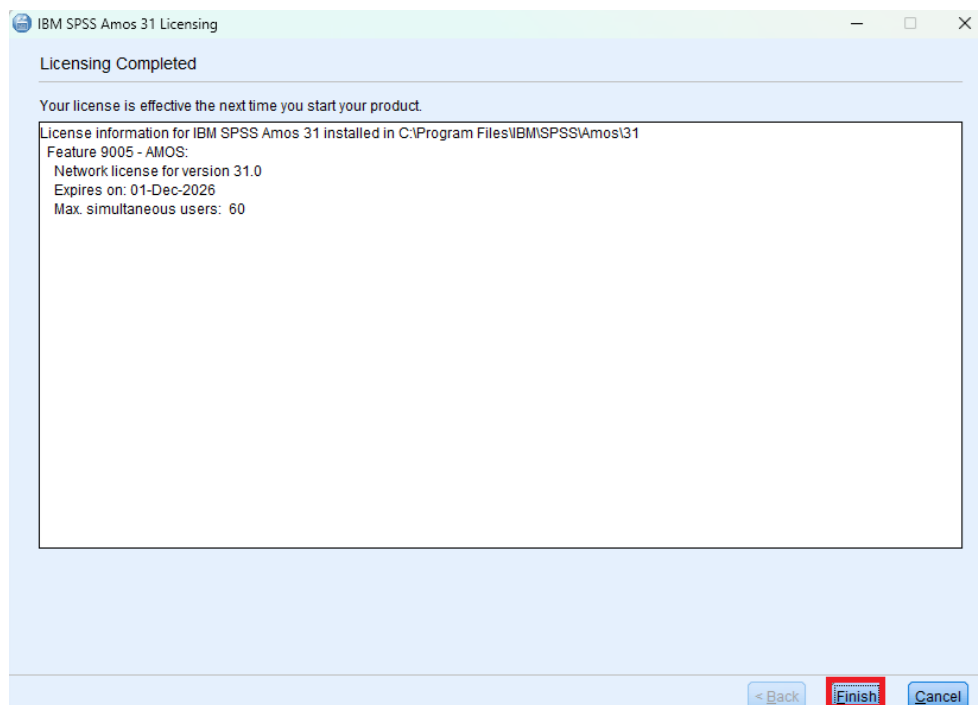 IBM SPSS Amos 31 Licensing
Licensing Completed
Your license is effective the next time you start your product.
License information for IBM SPSS Amos 31 installed in C:\Program Files\IBM\SPSS\Amos\31
Feature 9005 - AMOS:
Network license for version 31.0
Expires on: 01-Dec-2026
Max. simultaneous users: 60
< Back Finish Cancel